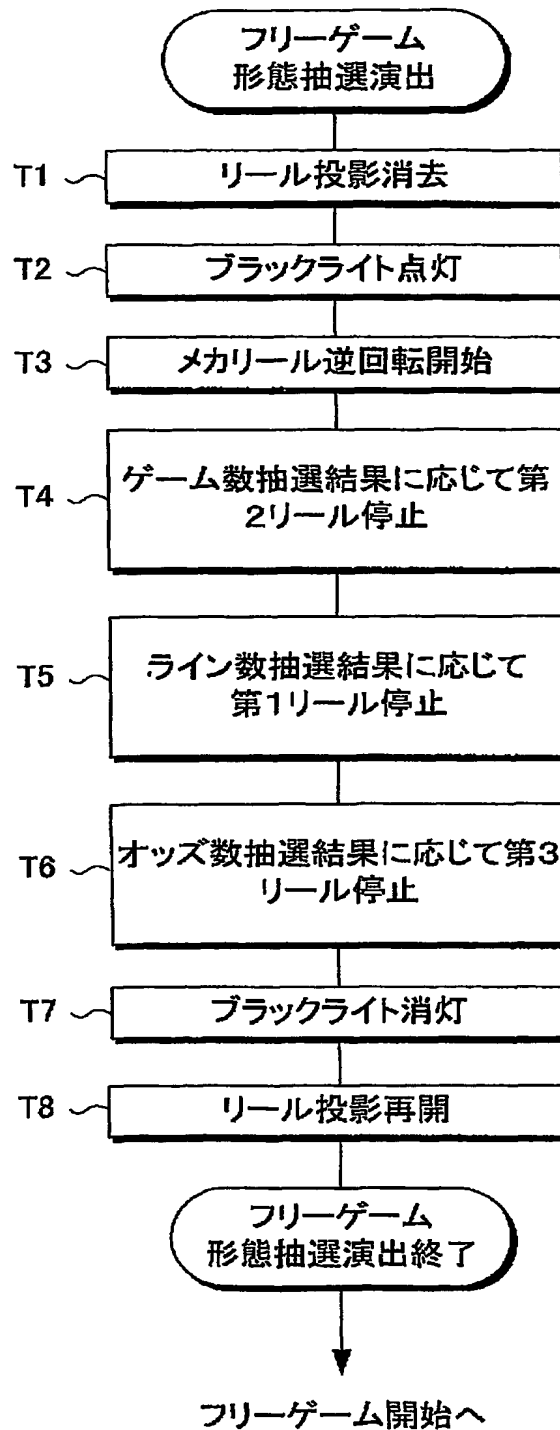 フリーゲーム
形態抽選演出
T1
リール投影消去
T2
ブラックライト点灯
T3
メカリール逆回転開始
T4
ゲーム数抽選結果に応じて第
2リール停止
T5
ライン数抽選結果に応じて
第1リール停止
T6
オッズ数抽選結果に応じて第3
リール停止
T7
ブラックライト消灯
T8
リール投影再開
フリーゲーム
形態抽選演出終了
フリーゲーム開始へ